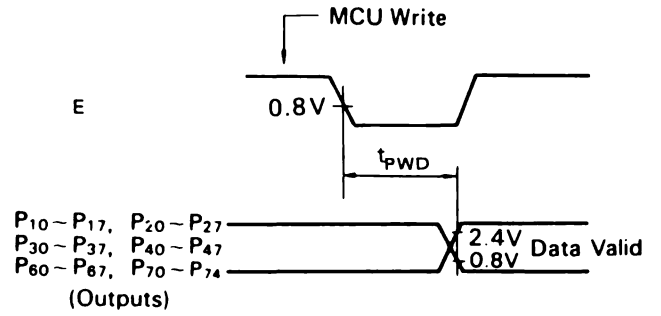 MCU Write
E
0.8V
tPWD
P10~P17, P20~P27
P30~P37, P40~P47
P60~P67, P70~P74
(Outputs)
2.4V
0.8V
Data Valid